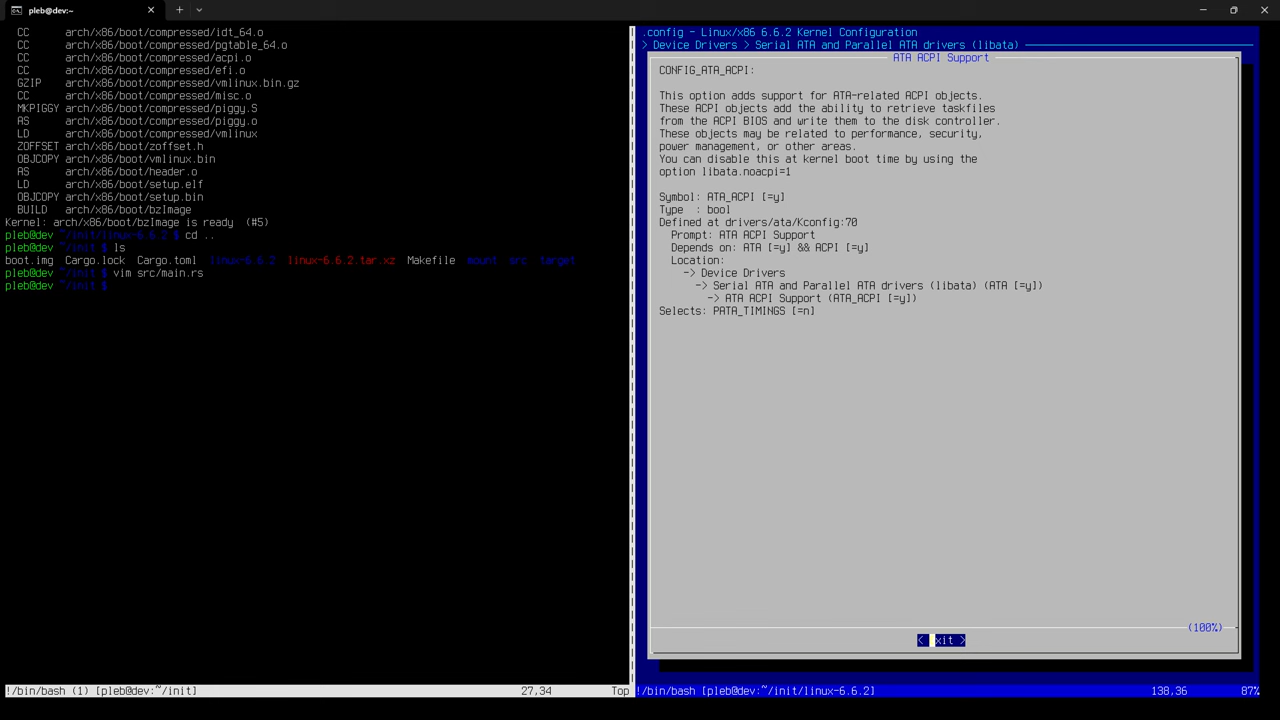 pleb@dev:~
CC      arch/x86/boot/compressed/idt_64.o
CC      arch/x86/boot/compressed/pgtable_64.o
CC      arch/x86/boot/compressed/acpi.o
CC      arch/x86/boot/compressed/efi.o
GZIP    arch/x86/boot/compressed/vmlinux.bin.gz
CC      arch/x86/boot/compressed/misc.o
MKPIGGY arch/x86/boot/compressed/piggy.S
AS      arch/x86/boot/compressed/piggy.o
LD      arch/x86/boot/compressed/vmlinux
ZOFFSET arch/x86/boot/zoffset.h
OBJCOPY arch/x86/boot/vmlinux.bin
AS      arch/x86/boot/header.o
LD      arch/x86/boot/setup.elf
OBJCOPY arch/x86/boot/setup.bin
BUILD   arch/x86/boot/bzImage
Kernel: arch/x86/boot/bzImage is ready  (#5)
pleb@dev ~/init/linux-6.6.2 $ cd ..
pleb@dev ~/init $ ls
boot.img  Cargo.lock  Cargo.toml  linux-6.6.2  linux-6.6.2.tar.xz  Makefile  mount  src  target
pleb@dev ~/init $ vim src/main.rs
pleb@dev ~/init $
!/bin/bash (1) [pleb@dev:~/init] 27,34 Top
.config - Linux/x86 6.6.2 Kernel Configuration
> Device Drivers > Serial ATA and Parallel ATA drivers (libata)
ATA ACPI Support
CONFIG_ATA_ACPI:
This option adds support for ATA-related ACPI objects.
These ACPI objects add the ability to retrieve taskfiles
from the ACPI BIOS and write them to the disk controller.
These objects may be related to performance, security,
power management, or other areas.
You can disable this at kernel boot time by using the
option libata.noacpi=1
Symbol: ATA_ACPI [=y]
Type  : bool
Defined at drivers/ata/Kconfig:70
Prompt: ATA ACPI Support
Depends on: ATA [=y] && ACPI [=y]
Location:
-> Device Drivers
-> Serial ATA and Parallel ATA drivers (libata) (ATA [=y])
-> ATA ACPI Support (ATA_ACPI [=y])
Selects: PATA_TIMINGS [=n]
(100%)
< Exit >
!/bin/bash [pleb@dev:~/init/linux-6.6.2] 138,36 87%